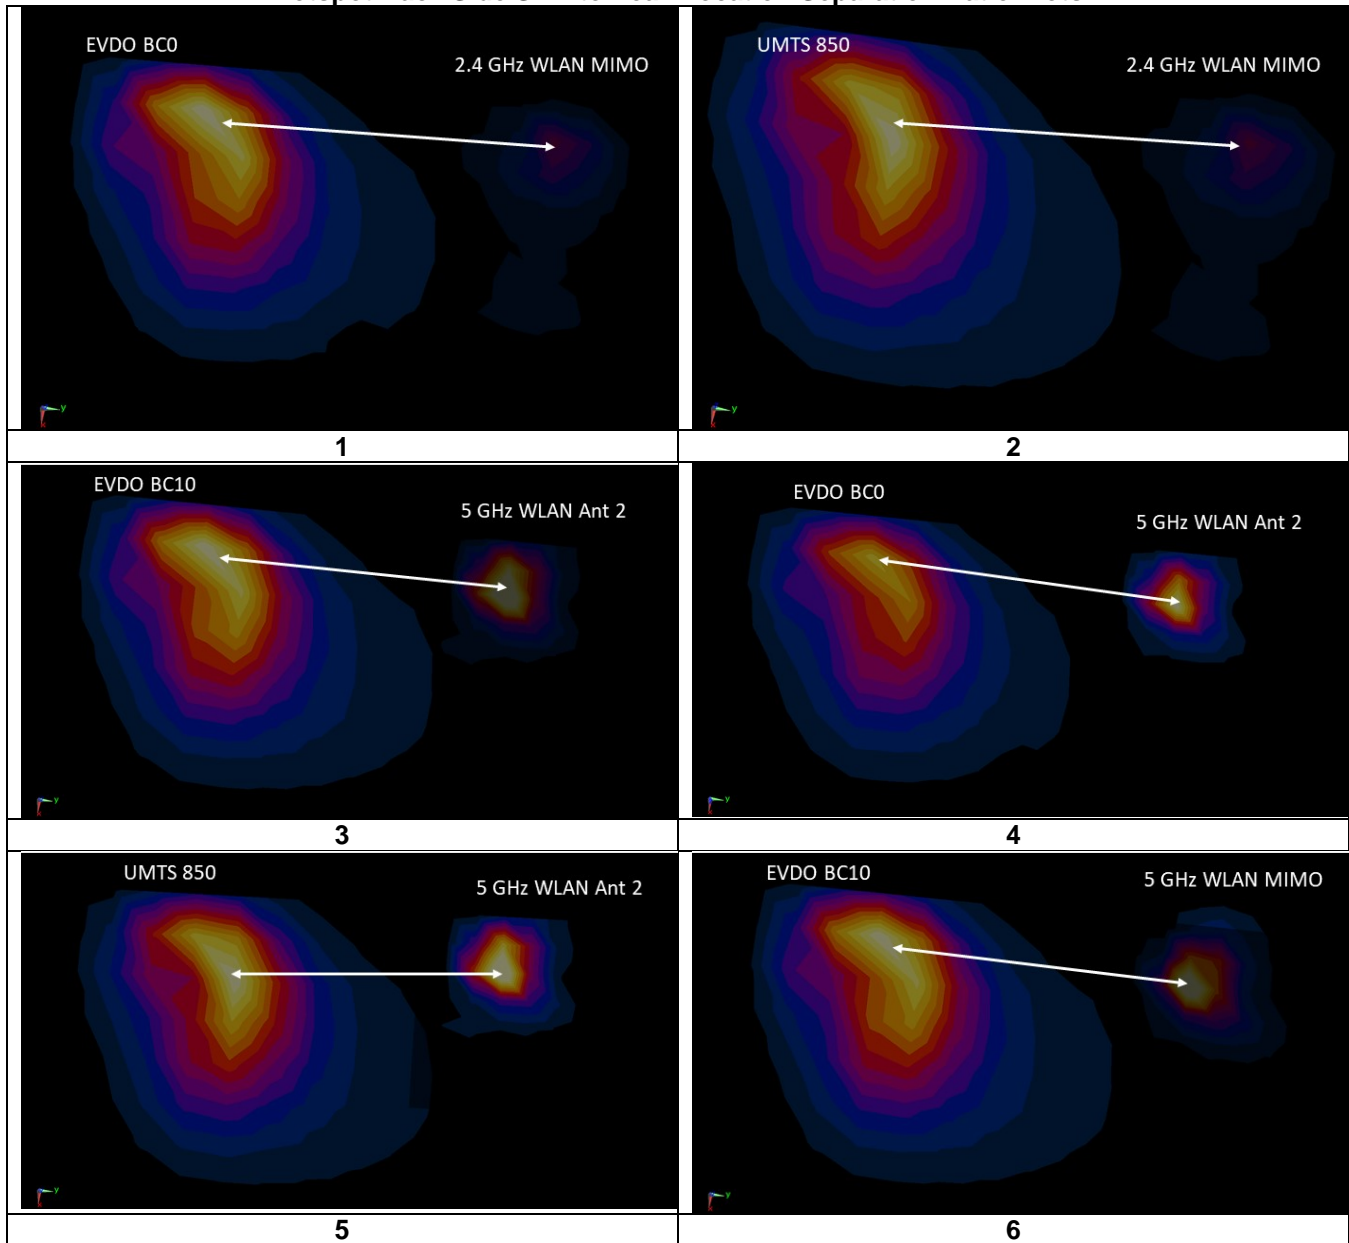 EVDO BC0
2.4 GHz WLAN MIMO
UMTS 850
2.4 GHz WLAN MIMO
y
y
1
2
EVDO BC10
5 GHz WLAN Ant 2
EVDO BC0
5 GHz WLAN Ant 2
y
y
3
4
UMTS 850
5 GHz WLAN Ant 2
EVDO BC10
5 GHz WLAN MIMO
y
y
5
6